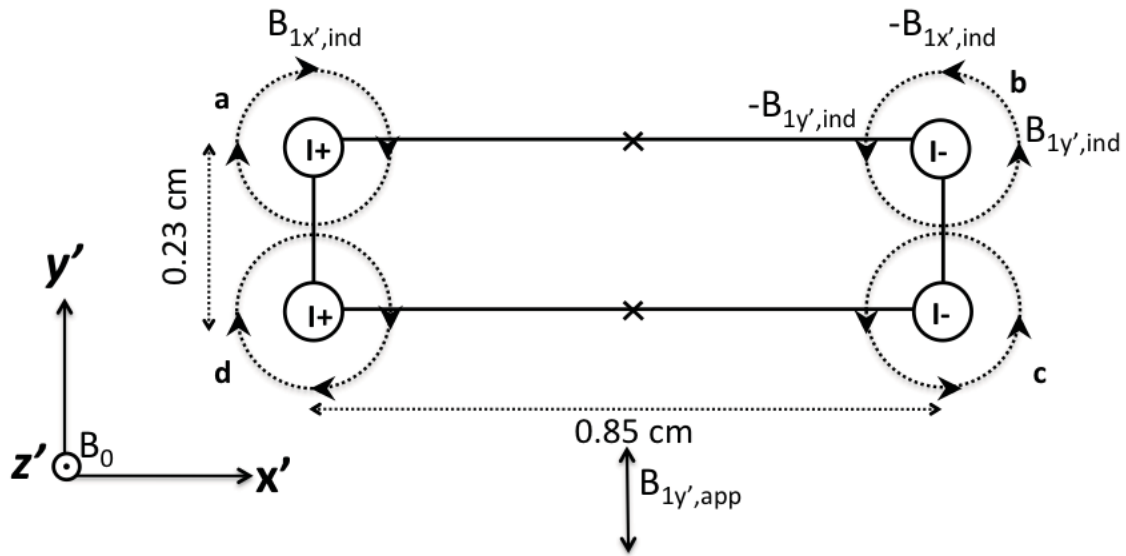 B1x',ind
-B1x',ind
a
b
-B1y',ind
B1y',ind
I+
I-
0.23 cm
y'
I+
I-
d
c
0.85 cm
z'
B0
x'
B1y',app